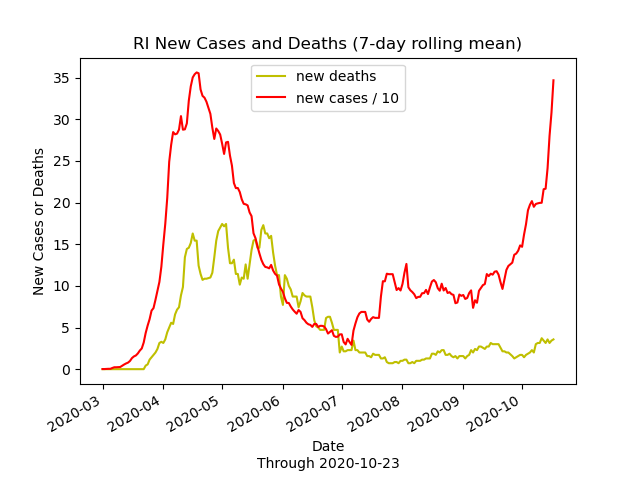 RI New Cases and Deaths (7-day rolling mean)
new deaths
new cases / 10
New Cases or Deaths
35
30
25
20
15
10
5
0
2020-03
2020-04
2020-05
2020-06
2020-07
2020-08
2020-09
2020-10
Date
Through 2020-10-23